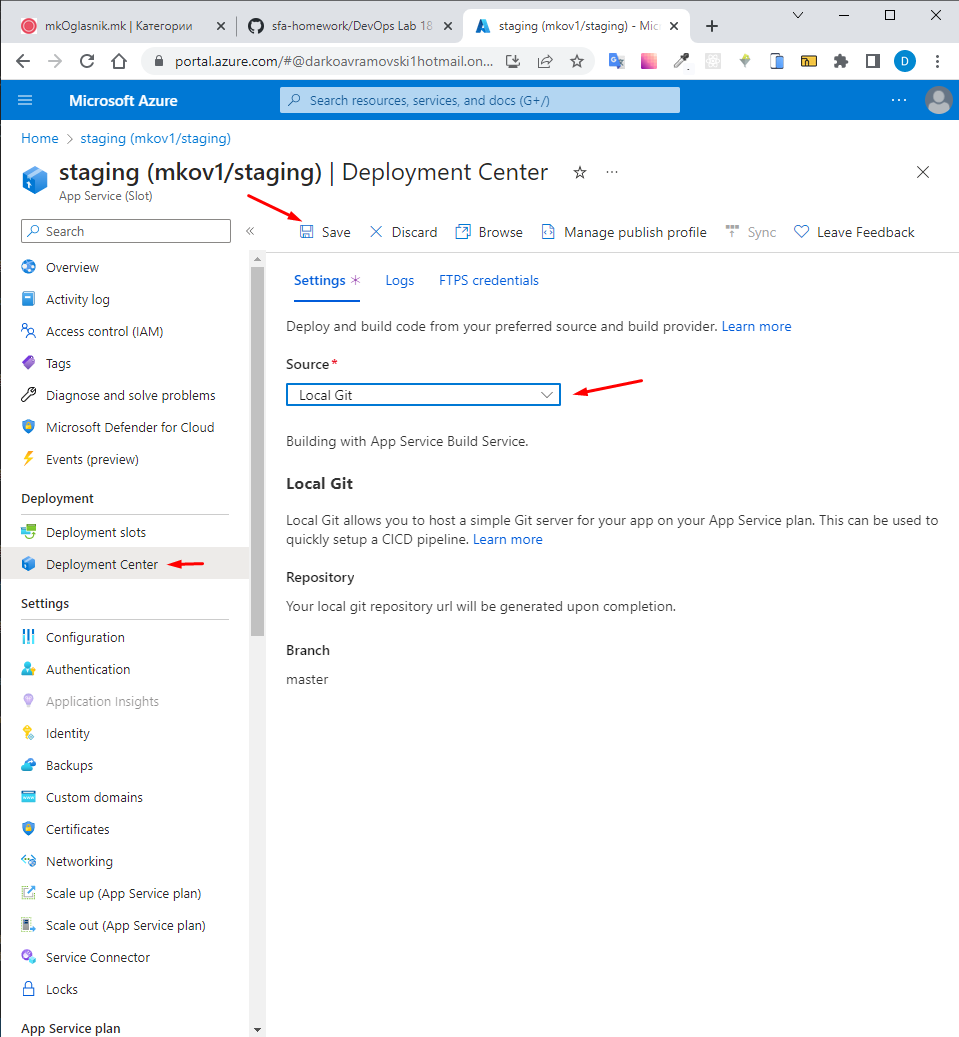 mkOglasnik.mk | Категории
sfa-homework/DevOps Lab 18
staging (mkov1/staging) - Mic
portal.azure.com/#@darkoavramovski1hotmail.on...
D
Microsoft Azure
Search resources, services, and docs (G+/)
Home > staging (mkov1/staging)
staging (mkov1/staging) | Deployment Center
App Service (Slot)
Search
Save
Discard
Browse
Manage publish profile
Sync
Leave Feedback
Overview
Activity log
Access control (IAM)
Tags
Diagnose and solve problems
Microsoft Defender for Cloud
Events (preview)
Deployment
Deployment slots
Deployment Center
Settings
Configuration
Authentication
Application Insights
Identity
Backups
Custom domains
Certificates
Networking
Scale up (App Service plan)
Scale out (App Service plan)
Service Connector
Locks
App Service plan
Settings *
Logs
FTPS credentials
Deploy and build code from your preferred source and build provider. Learn more
Source*
Local Git
Building with App Service Build Service.
Local Git
Local Git allows you to host a simple Git server for your app on your App Service plan. This can be used to
quickly setup a CICD pipeline. Learn more
Repository
Your local git repository url will be generated upon completion.
Branch
master